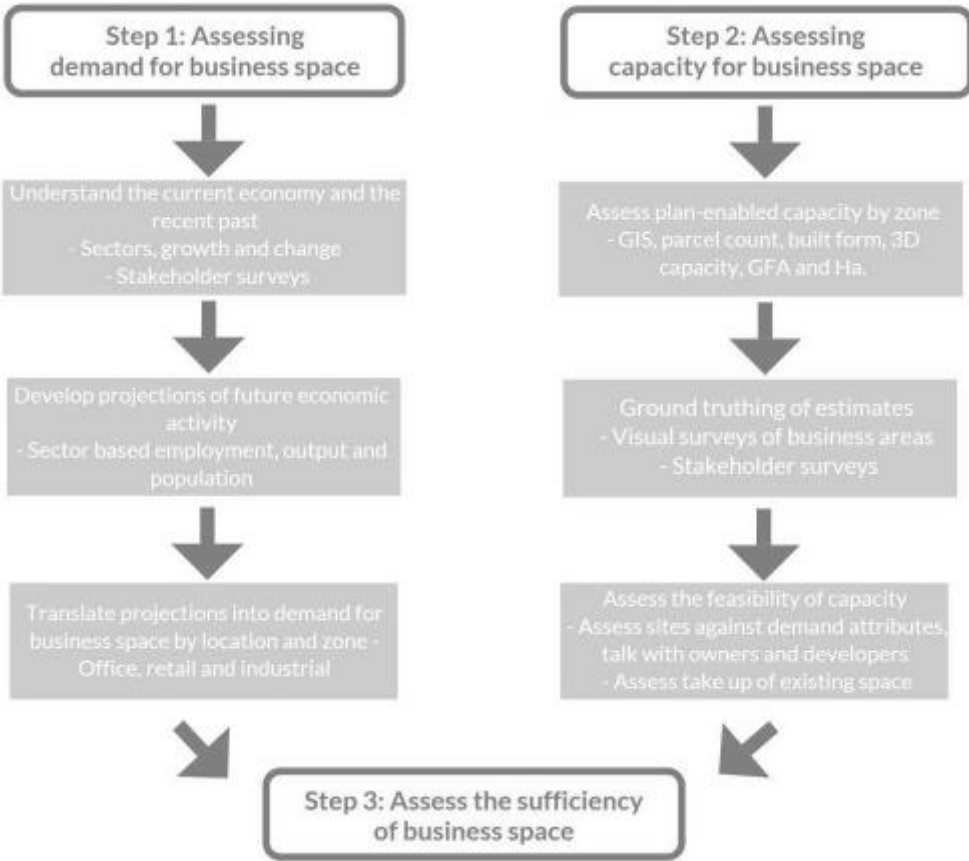 Step 1: Assessing
demand for business space
Understand the current economy and the
recent past
- Sectors, growth and change
- Stakeholder surveys
Develop projections of future economic
activity
- Sector based employment, output and
population
Translate projections into demand for
business space by location and zone -
Office, retail and industrial
Step 2: Assessing
capacity for business space
Assess plan-enabled capacity by zone
- GIS, parcel count, built form, 3D
capacity, GFA and Ha.
Ground truthing of estimates
- Visual surveys of business areas
- Stakeholder surveys
Assess the feasibility of capacity
- Assess sites against demand attributes,
talk with owners and developers
- Assess take up of existing space
Step 3: Assess the sufficiency
of business space